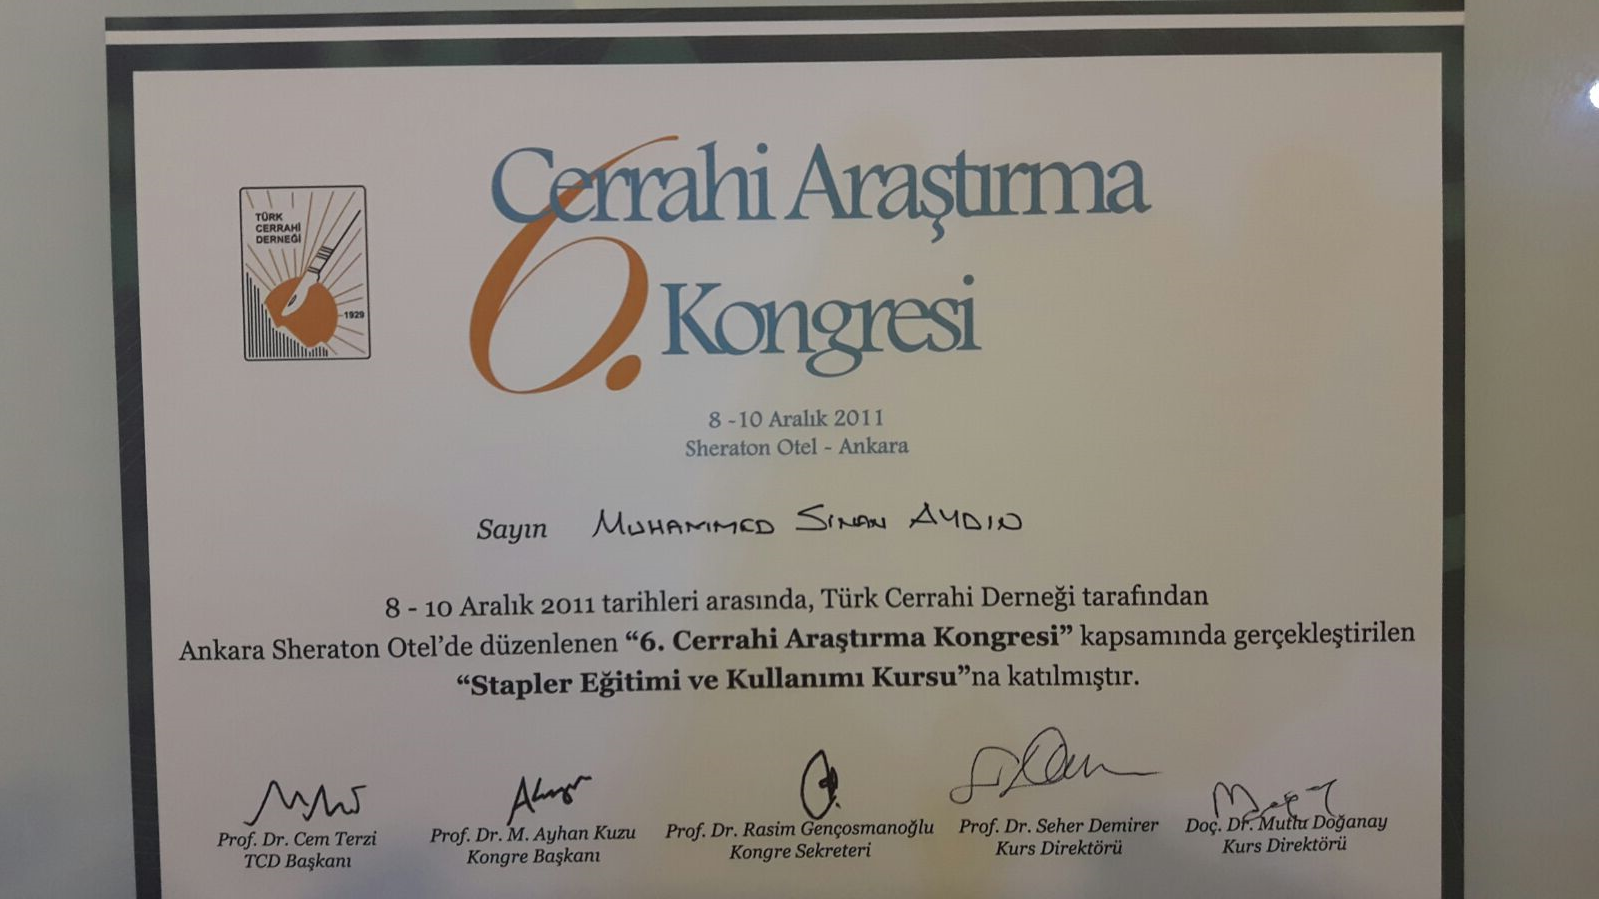 TÜRK
CERRAHİ
DERNEĞİ
1929
6. Cerrahi Araştırma
Kongresi
8 -10 Aralık 2011
Sheraton Otel - Ankara
Sayın MUHAMMED SİNAN AYDIN
8 - 10 Aralık 2011 tarihleri arasında, Türk Cerrahi Derneği tarafından
Ankara Sheraton Otel’de düzenlenen “6. Cerrahi Araştırma Kongresi” kapsamında gerçekleştirilen
“Stapler Eğitimi ve Kullanımı Kursu”na katılmıştır.
Prof. Dr. Cem Terzi
TCD Başkanı
Prof. Dr. M. Ayhan Kuzu
Kongre Başkanı
Prof. Dr. Rasim Gençosmanoğlu
Kongre Sekreteri
Prof. Dr. Seher Demirer
Kurs Direktörü
Doç. Dr. Mutlu Doğanay
Kurs Direktörü